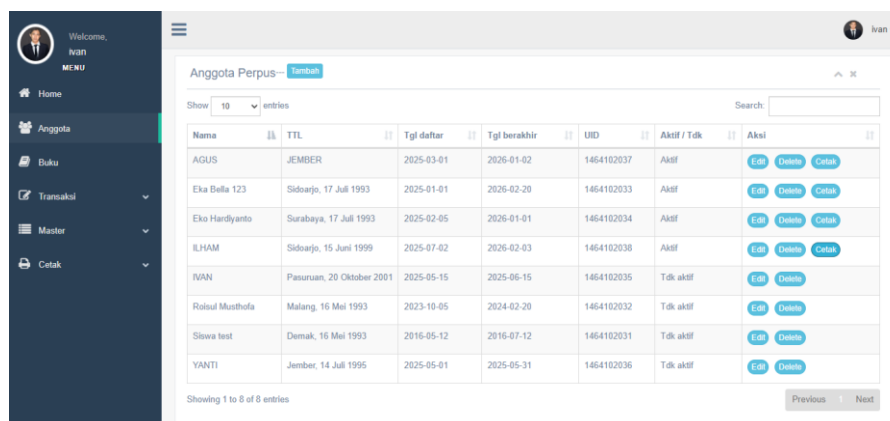 Welcome,
ivan
MENU
Home
Anggota
Buku
Transaksi
Master
Cetak
ivan
Anggota Perpus-- Tambah
Show 10 entries Search:
Nama TTL Tgl daftar Tgl berakhir UID Aktif / Tdk Aksi
AGUS JEMBER 2025-03-01 2026-01-02 1464102037 Aktif Edit Delete Cetak
Eka Bella 123 Sidoarjo, 17 Juli 1993 2025-01-01 2026-02-20 1464102033 Aktif Edit Delete Cetak
Eko Hardiyanto Surabaya, 17 Juli 1993 2025-02-05 2026-01-01 1464102034 Aktif Edit Delete Cetak
ILHAM Sidoarjo, 15 Juni 1999 2025-07-02 2026-02-03 1464102038 Aktif Edit Delete Cetak
IVAN Pasuruan, 20 Oktober 2001 2025-05-15 2025-06-15 1464102035 Tdk aktif Edit Delete
Roisul Musthofa Malang, 16 Mei 1993 2023-10-05 2024-02-20 1464102032 Tdk aktif Edit Delete
Siswa test Demak, 16 Mei 1993 2016-05-12 2016-07-12 1464102031 Tdk aktif Edit Delete
YANTI Jember, 14 Juli 1995 2025-05-01 2025-05-31 1464102036 Tdk aktif Edit Delete
Showing 1 to 8 of 8 entries Previous 1 Next